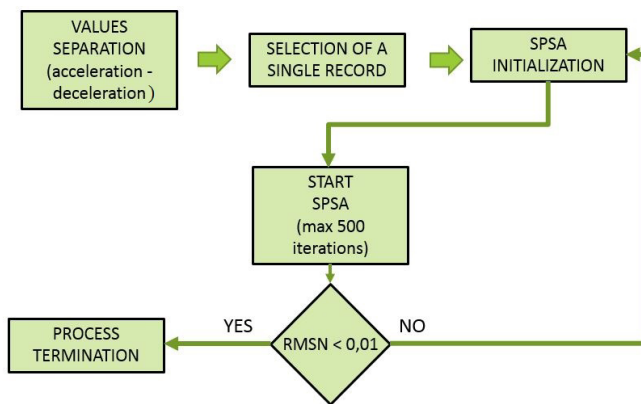 VALUES
SEPARATION
(acceleration -
deceleration)
SELECTION OF A
SINGLE RECORD
SPSA
INITIALIZATION
START
SPSA
(max 500
iterations)
RMSN < 0,01
YES
NO
PROCESS
TERMINATION